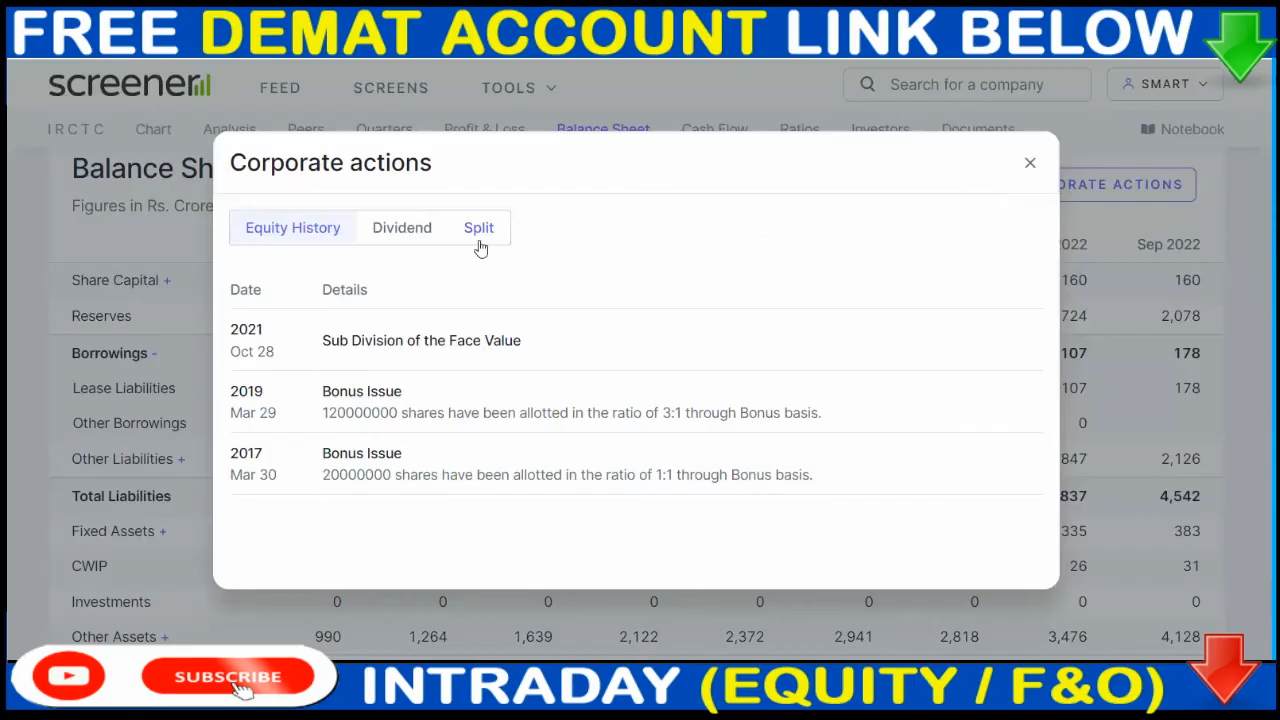 FREE DEMAT ACCOUNT LINK BELOW
screener
FEED SCREENS TOOLS
Search for a company
SMART
IRCTC Chart Analysis Peers Quarters Profit & Loss Balance Sheet Cash Flow Ratios Investors Documents Notebook
Balance Sh
Figures in Rs. Crore
ORATE ACTIONS
Corporate actions
×
Equity History Dividend Split
Date Details
2021
Oct 28
Sub Division of the Face Value
2019
Mar 29
Bonus Issue
120000000 shares have been allotted in the ratio of 3:1 through Bonus basis.
2017
Mar 30
Bonus Issue
20000000 shares have been allotted in the ratio of 1:1 through Bonus basis.
2022 Sep 2022
Share Capital + 160 160
Reserves 724 2,078
Borrowings - 107 178
Lease Liabilities 107 178
Other Borrowings 0
Other Liabilities + 847 2,126
Total Liabilities 837 4,542
Fixed Assets + 335 383
CWIP 26 31
Investments 0 0 0 0 0 0 0 0 0
Other Assets + 990 1,264 1,639 2,122 2,372 2,941 2,818 3,476 4,128
SUBSCRIBE
INTRADAY (EQUITY / F&O)